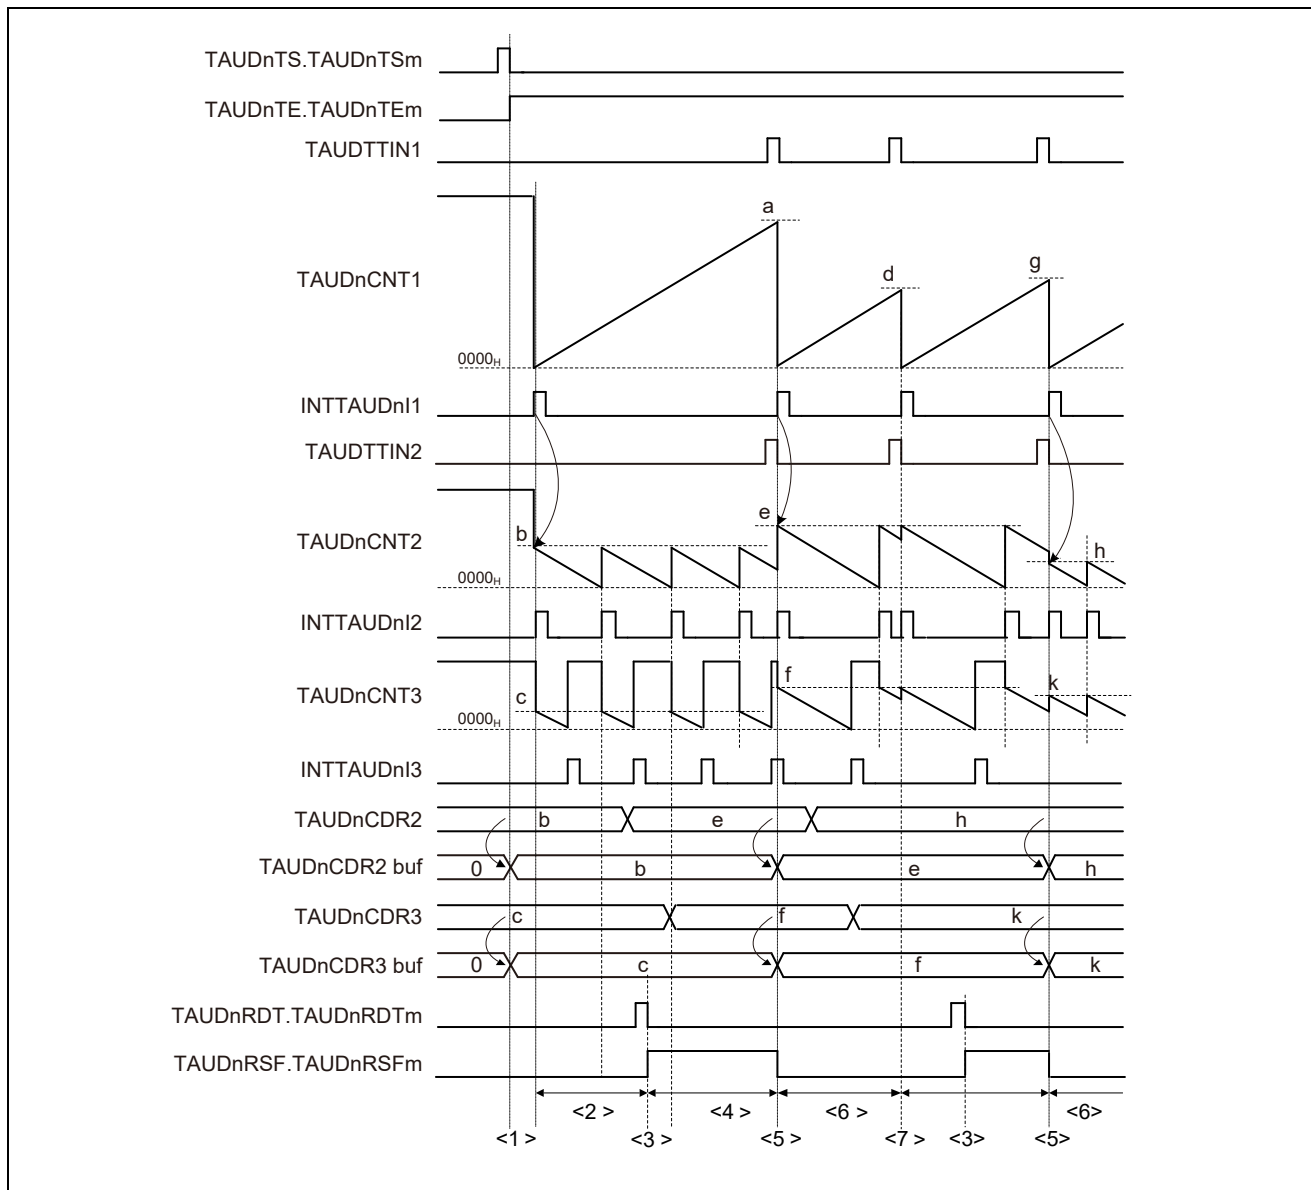 TAUDnTS.TAUDnTSm
TAUDnTE.TAUDnTEm
TAUDTTIN1
a
d
g
TAUDnCNT1
0000H
INTTAUDnI1
TAUDTTIN2
e
b
h
TAUDnCNT2
0000H
INTTAUDnI2
f
k
TAUDnCNT3
c
0000H
INTTAUDnI3
TAUDnCDR2 b e h
TAUDnCDR2 buf 0 b e h
TAUDnCDR3 c f k
TAUDnCDR3 buf 0 c f k
TAUDnRDT.TAUDnRDTm
TAUDnRSF.TAUDnRSFm
<2 > <4 > <6 > <6>
<1 > <3 > <5 > <7 > <3> <5>